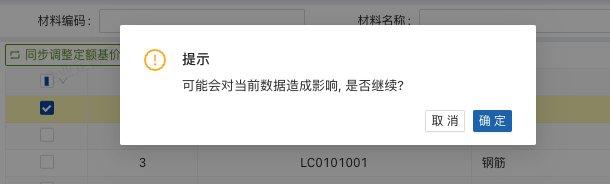 材料编码： 材料名称：
同步调整定额基价
提示
可能会对当前数据造成影响, 是否继续?
取 消 确 定
3 LC0101001 钢筋